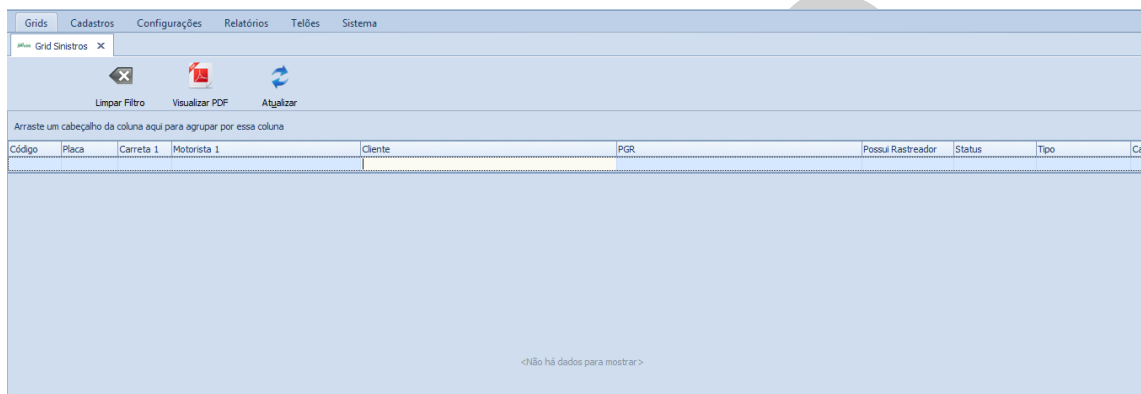 Grids Cadastros Configurações Relatórios Telões Sistema
Grid Sinistros
Limpar Filtro Visualizar PDF Atualizar
Arraste um cabeçalho da coluna aqui para agrupar por essa coluna
Código Placa Carreta 1 Motorista 1 Cliente PGR Possui Rastreador Status Tipo Ca
<Não há dados para mostrar>